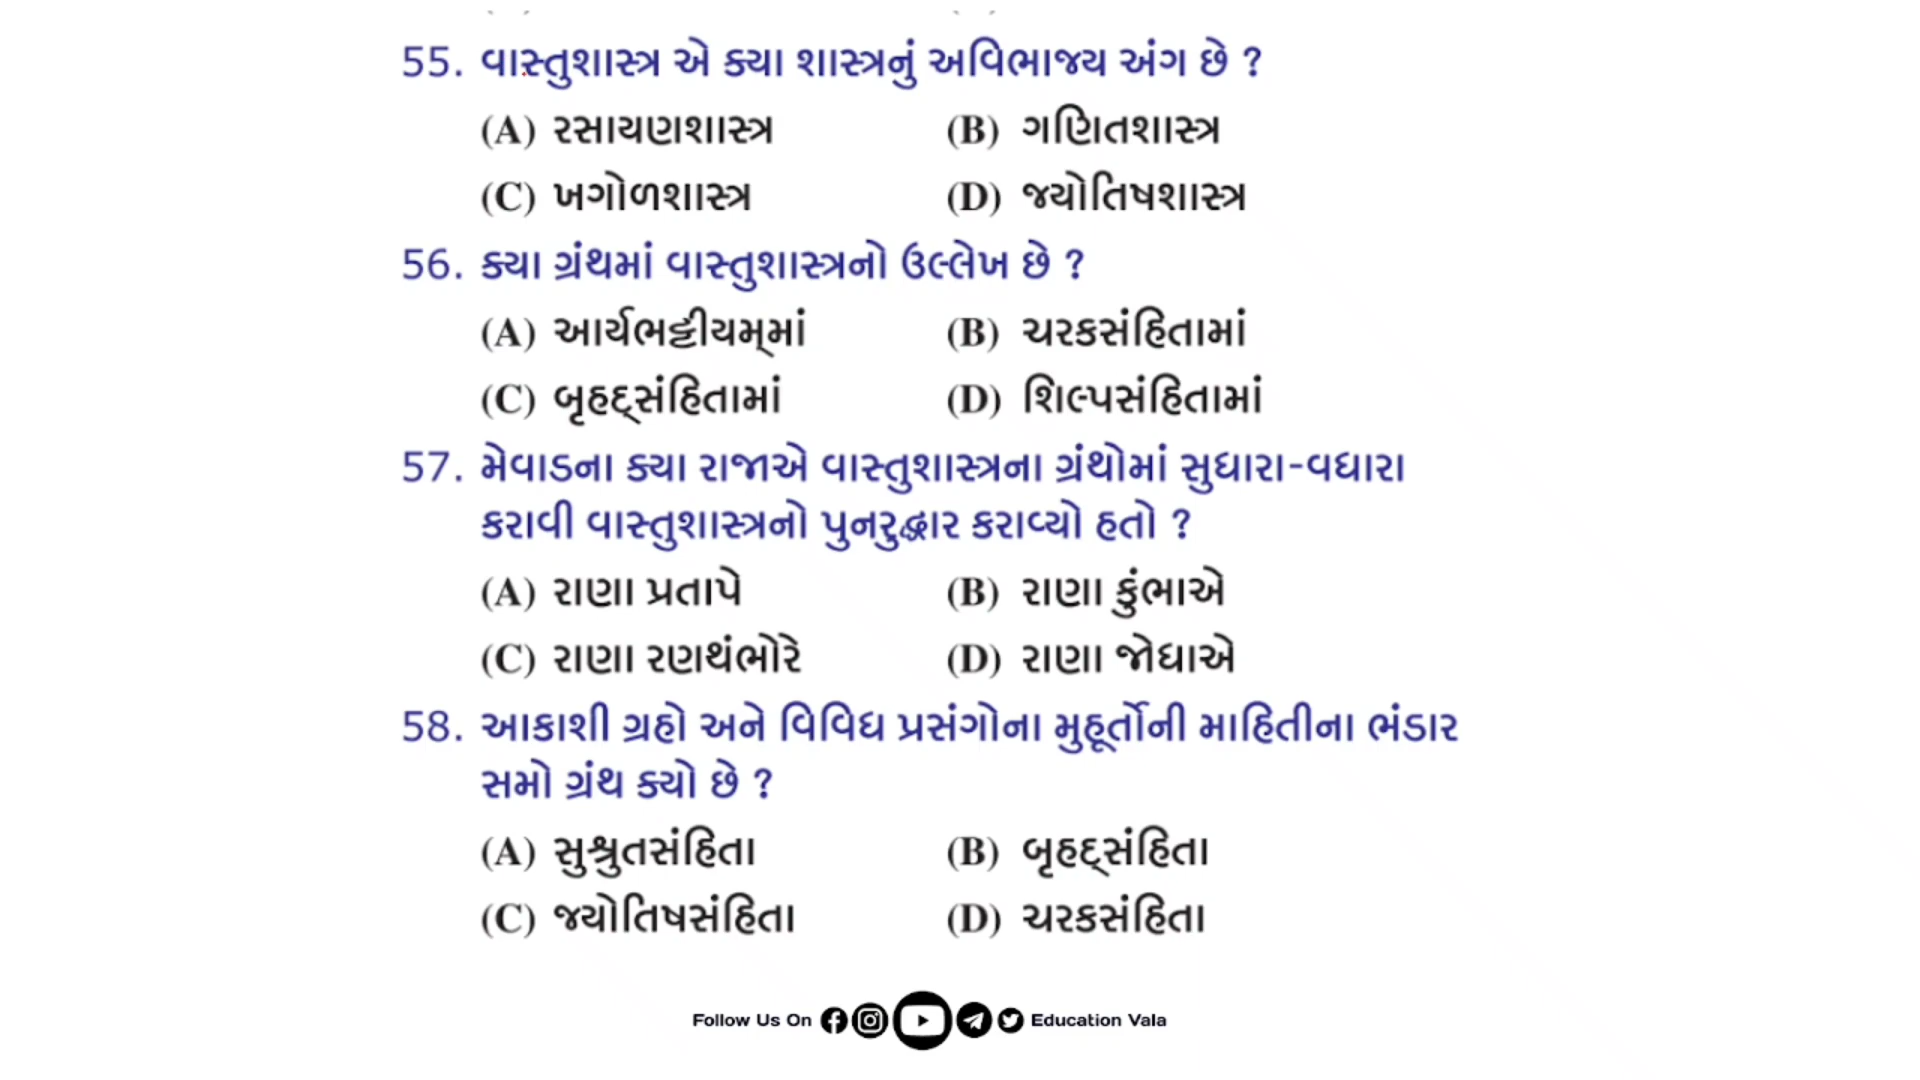 55. વાસ્તુશાસ્ત્ર એ ક્યા શાસ્ત્રનું અવિભાજ્ય અંગ છે ?
(A) રસાયણશાસ્ત્ર (B) ગણિતશાસ્ત્ર
(C) ખગોળશાસ્ત્ર (D) જ્યોતિષશાસ્ત્ર
56. ક્યા ગ્રંથમાં વાસ્તુશાસ્ત્રનો ઉલ્લેખ છે ?
(A) આર્યભટ્ટીયમ્‌માં (B) ચરકસંહિતામાં
(C) બૃહદ્‌સંહિતામાં (D) શિલ્પસંહિતામાં
57. મેવાડના ક્યા રાજાએ વાસ્તુશાસ્ત્રના ગ્રંથોમાં સુધારા-વધારા
કરાવી વાસ્તુશાસ્ત્રનો પુનરુદ્ધાર કરાવ્યો હતો ?
(A) રાણા પ્રતાપે (B) રાણા કુંભાએ
(C) રાણા રણથંભોરે (D) રાણા જોધાએ
58. આકાશી ગ્રહો અને વિવિધ પ્રસંગોના મુહૂર્તોની માહિતીના ભંડાર
સમો ગ્રંથ ક્યો છે ?
(A) સુશ્રુતસંહિતા (B) બૃહદ્‌સંહિતા
(C) જ્યોતિષસંહિતા (D) ચરકસંહિતા
Follow Us On Education Vala